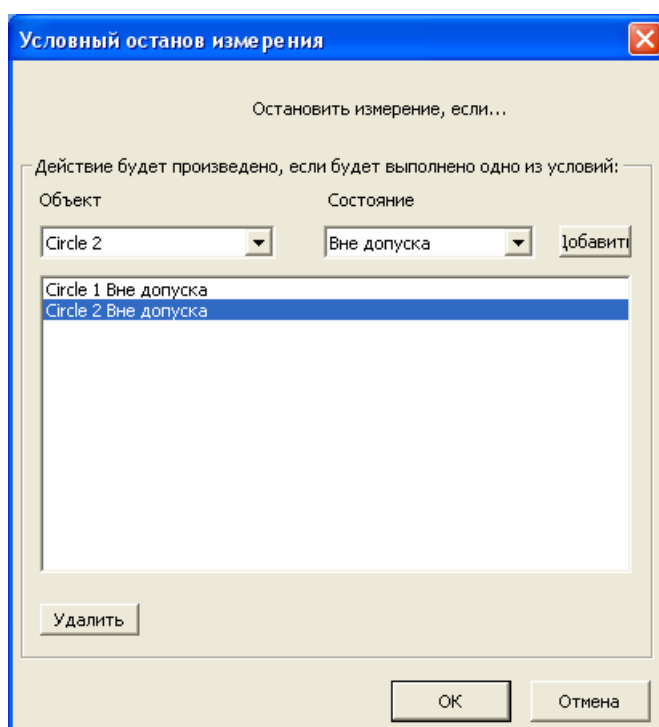 Условный останов измерения
Остановить измерение, если...
Действие будет произведено, если будет выполнено одно из условий:
Объект Состояние
Circle 2 Вне допуска Добавить
Circle 1 Вне допуска
Circle 2 Вне допуска
Удалить
OK Отмена